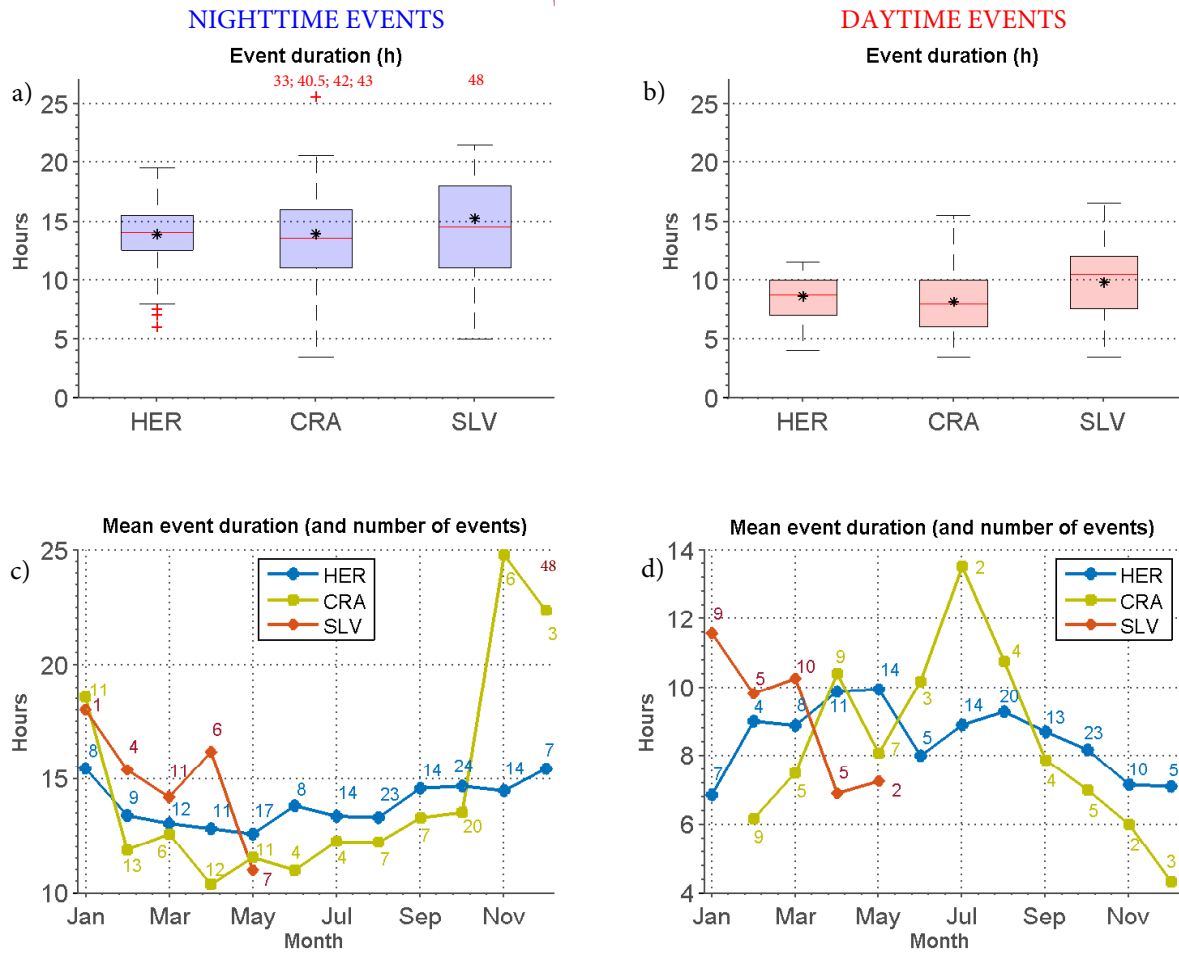 NIGHTTIME EVENTS
Event duration (h)
a)
33; 40.5; 42; 43
48
25
20
15
10
5
0
Hours
HER
CRA
SLV
DAYTIME EVENTS
Event duration (h)
b)
25
20
15
10
5
0
Hours
HER
CRA
SLV
Mean event duration (and number of events)
c)
HER
CRA
SLV
25
20
15
10
Hours
48
6
3
11
1
8
4
6
11
9
12
11
17
8
14
23
14
24
14
7
13
6
12
11
4
4
7
7
20
7
Jan
Mar
May
Jul
Sep
Nov
Month
Mean event duration (and number of events)
d)
HER
CRA
SLV
14
12
10
8
6
4
Hours
9
5
10
5
2
7
4
8
11
14
5
14
20
13
23
10
5
9
5
9
7
3
2
4
4
5
2
3
Jan
Mar
May
Jul
Sep
Nov
Month